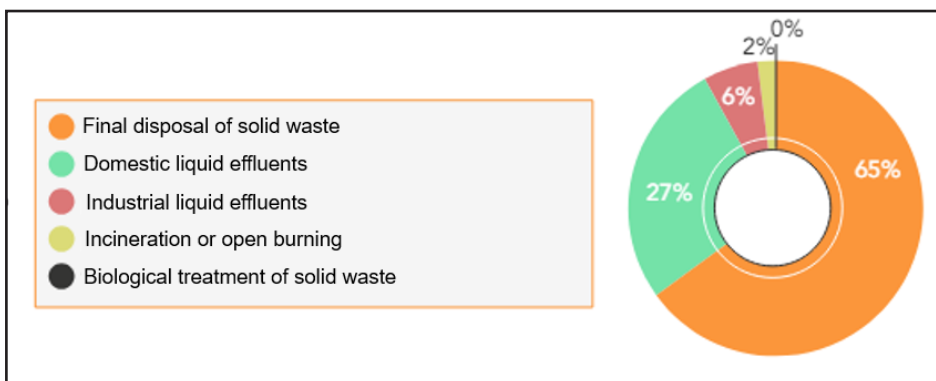 Final disposal of solid waste
Domestic liquid effluents
Industrial liquid effluents
Incineration or open burning
Biological treatment of solid waste
0%
2%
6%
65%
27%